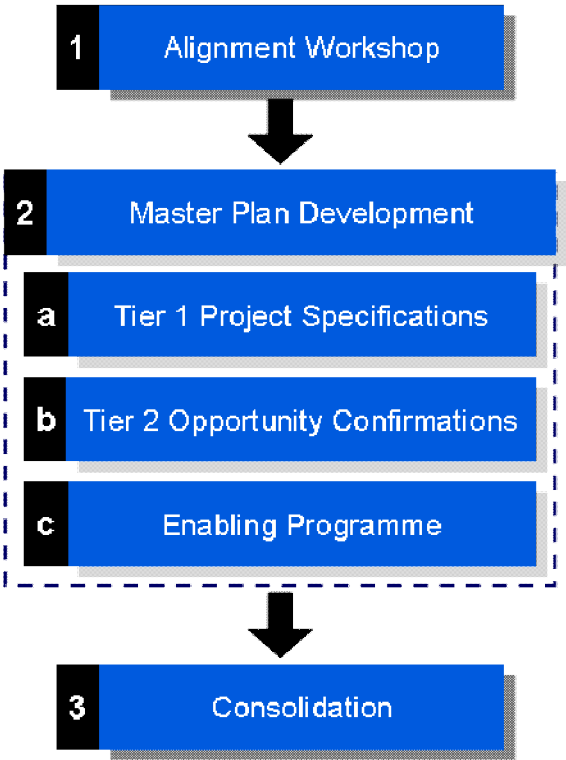 1 Alignment Workshop
2 Master Plan Development
a Tier 1 Project Specifications
b Tier 2 Opportunity Confirmations
c Enabling Programme
3 Consolidation